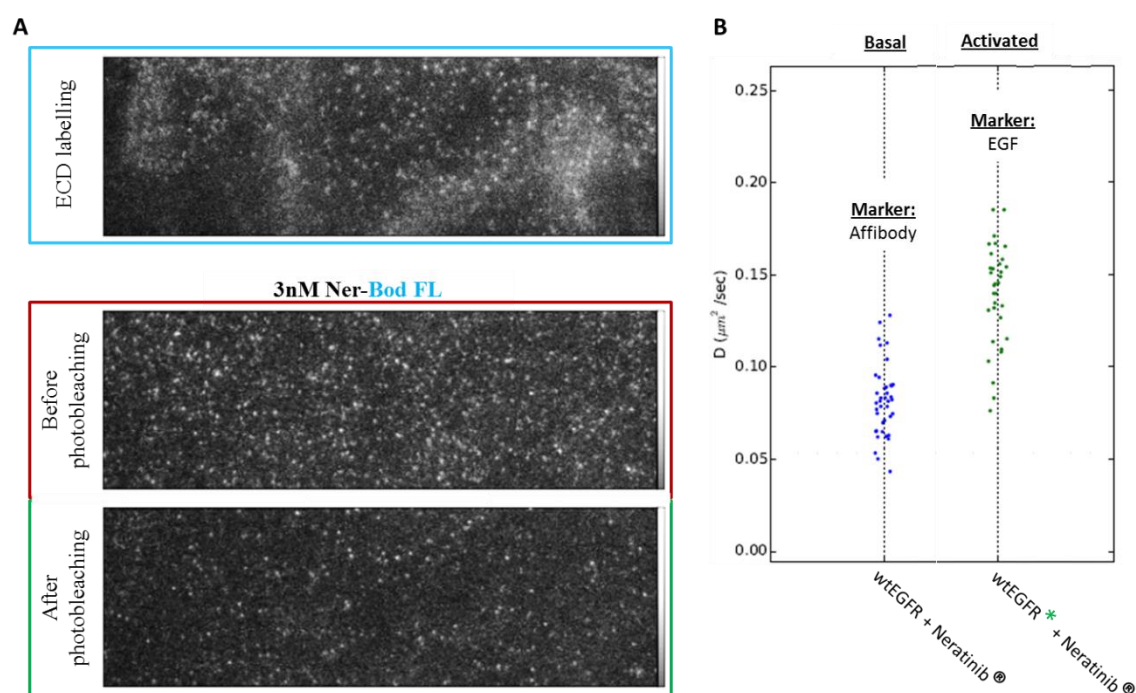 A
ECD labelling
3nM Ner-Bod FL
Before
photobleaching
After
photobleaching
B
Basal
Activated
Marker:
Affibody
Marker:
EGF
D (μm² /sec)
0.25
0.20
0.15
0.10
0.05
0.00
wtEGFR + Neratinib ®
wtEGFR * + Neratinib ®